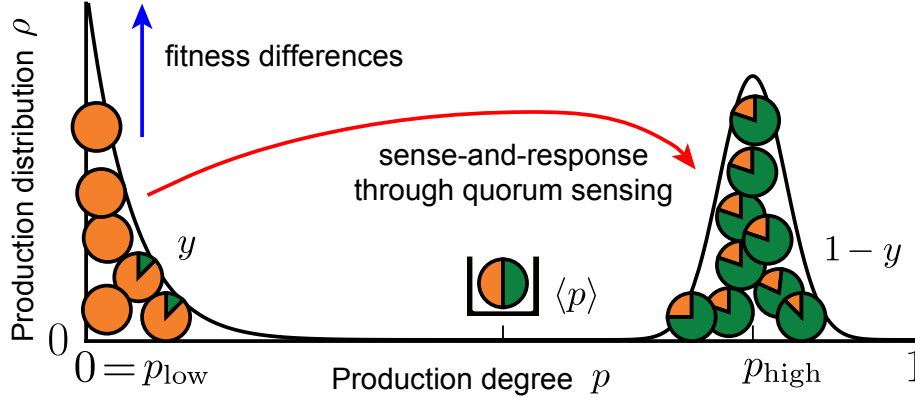 Production distribution ρ
fitness differences
sense-and-response
through quorum sensing
y
1 − y
⟨p⟩
0
0 = p_low
Production degree p
p_high
1